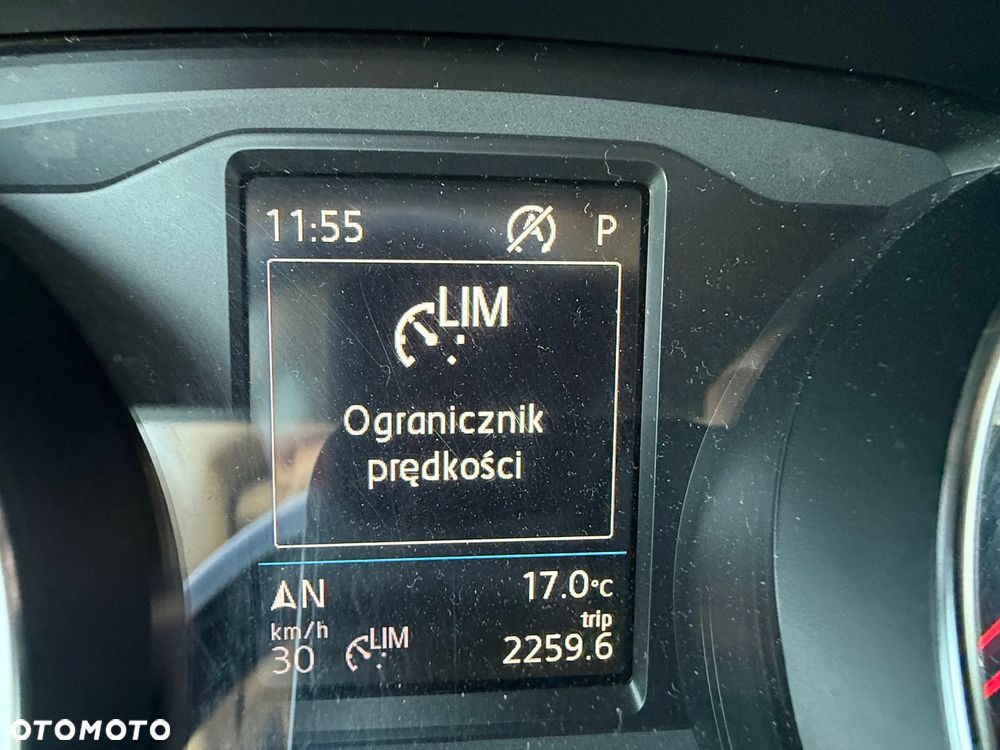 11:55 P
LIM
Ogranicznik
prędkości
N 17.0°C
km/h trip
30 LIM 2259.6
OTOMOTO